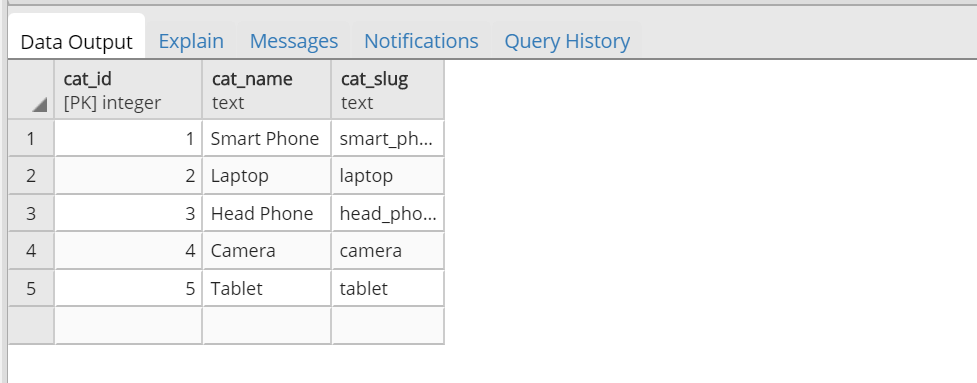 Data Output Explain Messages Notifications Query History
cat_id cat_name cat_slug
[PK] integer text text
1 1 Smart Phone smart_ph...
2 2 Laptop laptop
3 3 Head Phone head_pho...
4 4 Camera camera
5 5 Tablet tablet